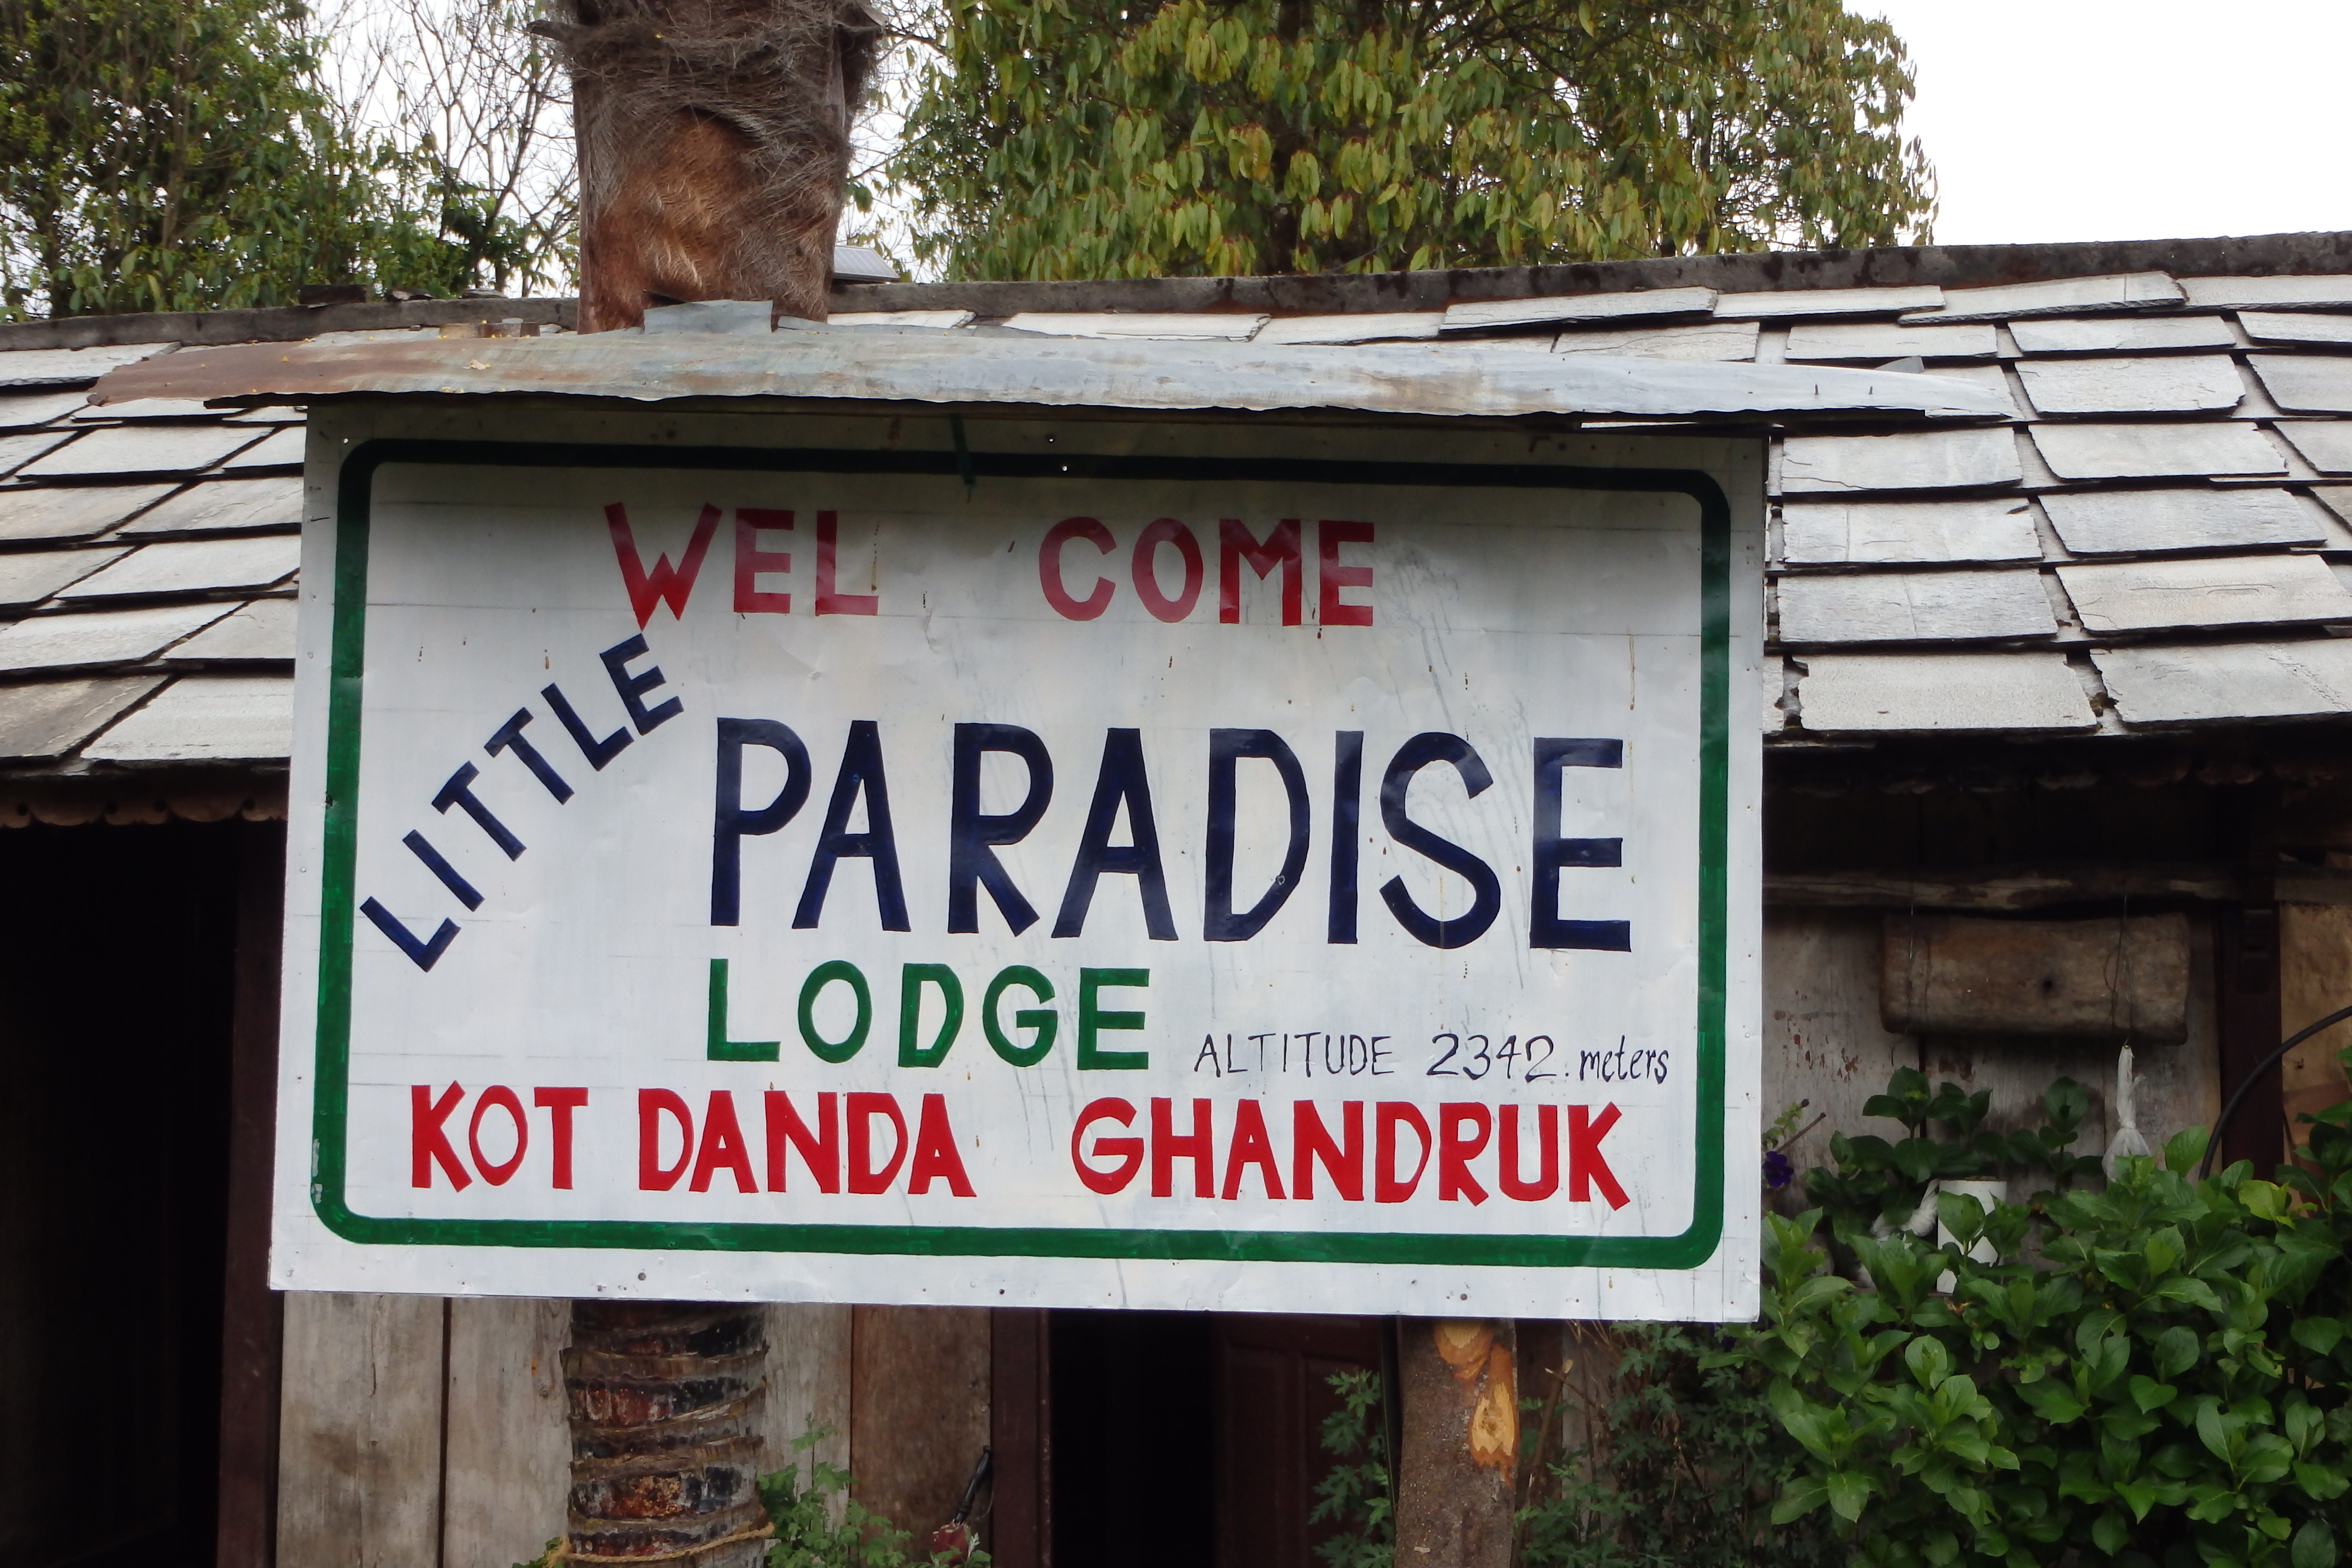 WEL COME
LITTLE PARADISE
LODGE ALTITUDE 2342. meters
KOT DANDA GHANDRUK